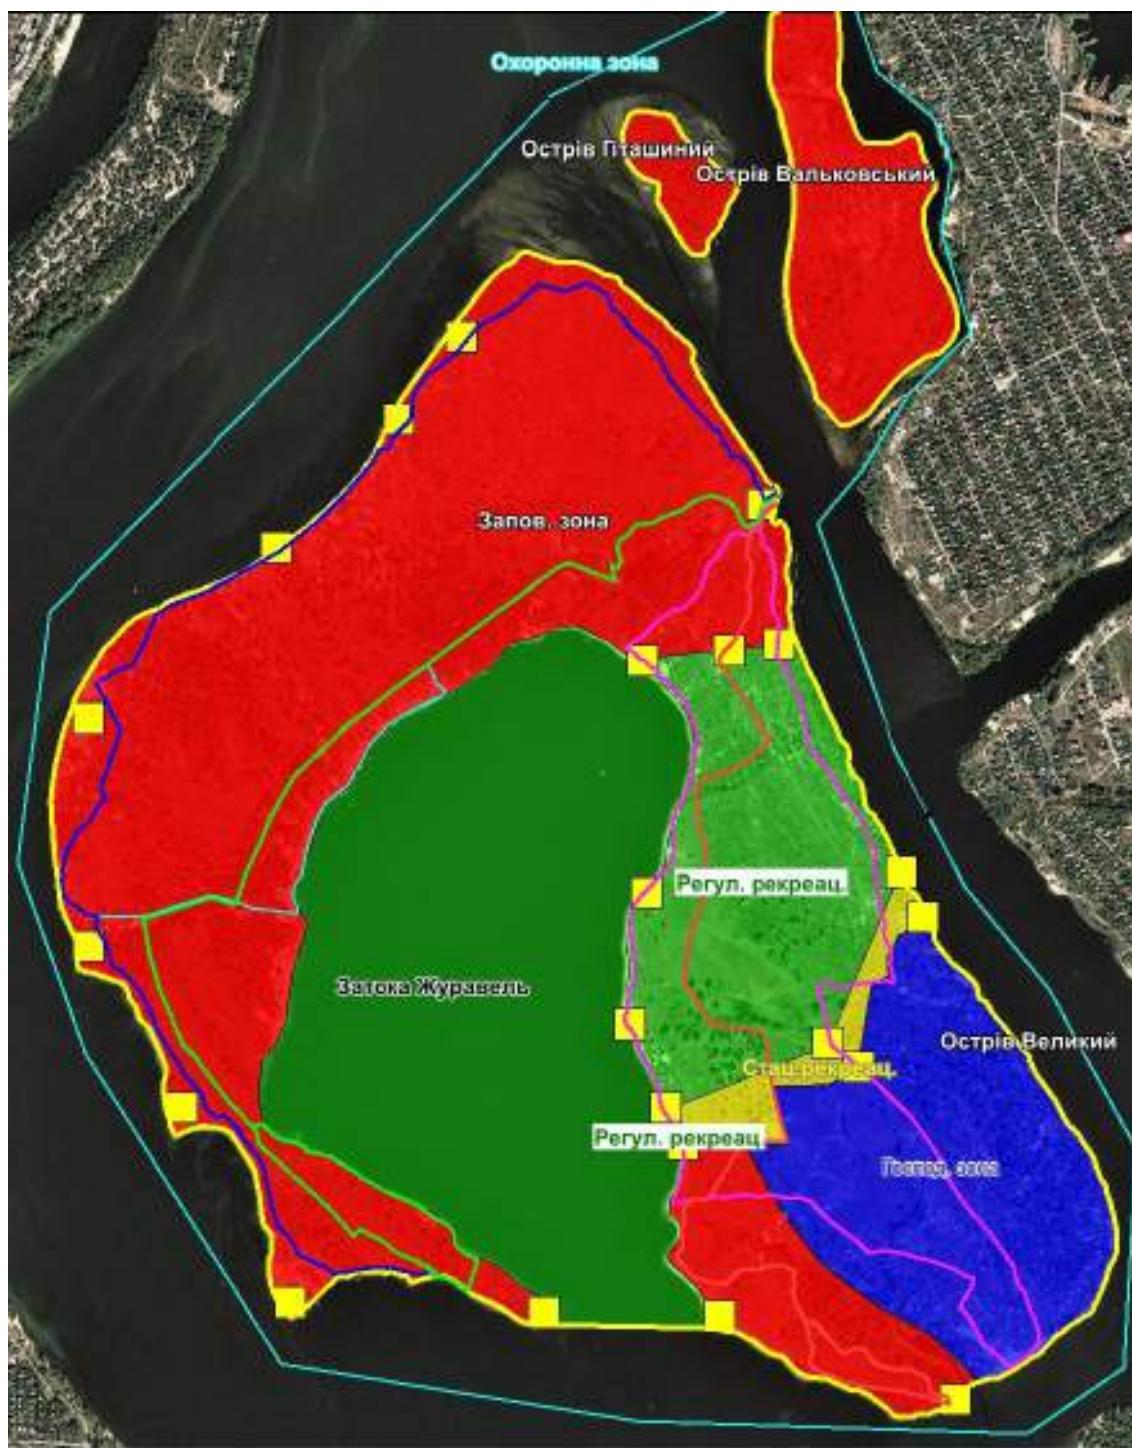 Охоронна зона
Острів Гіташиний
Острів Вальковський
Запов. зона
Регул. рекреац.
Затока Журавель
Острів Великий
Стац.рекреац.
Регул. рекреац
Господ. зона